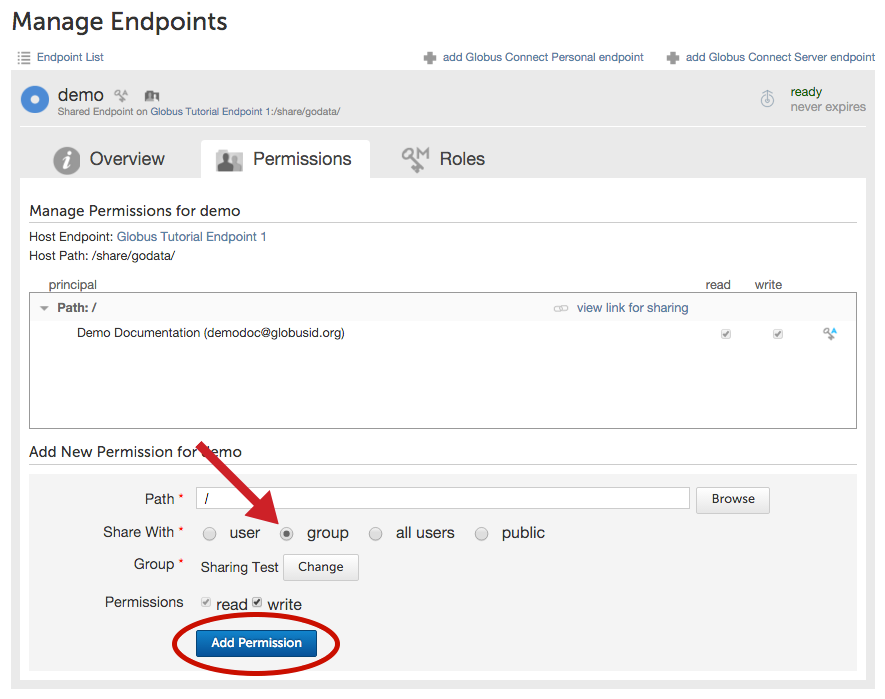 Manage Endpoints
Endpoint List add Globus Connect Personal endpoint add Globus Connect Server endpoint
demo ready
Shared Endpoint on Globus Tutorial Endpoint 1:/share/godata/ never expires
Overview Permissions Roles
Manage Permissions for demo
Host Endpoint: Globus Tutorial Endpoint 1
Host Path: /share/godata/
principal read write
Path: / view link for sharing
Demo Documentation (demodoc@globusid.org)
Add New Permission for demo
Path * / Browse
Share With * user group all users public
Group * Sharing Test Change
Permissions read write
Add Permission